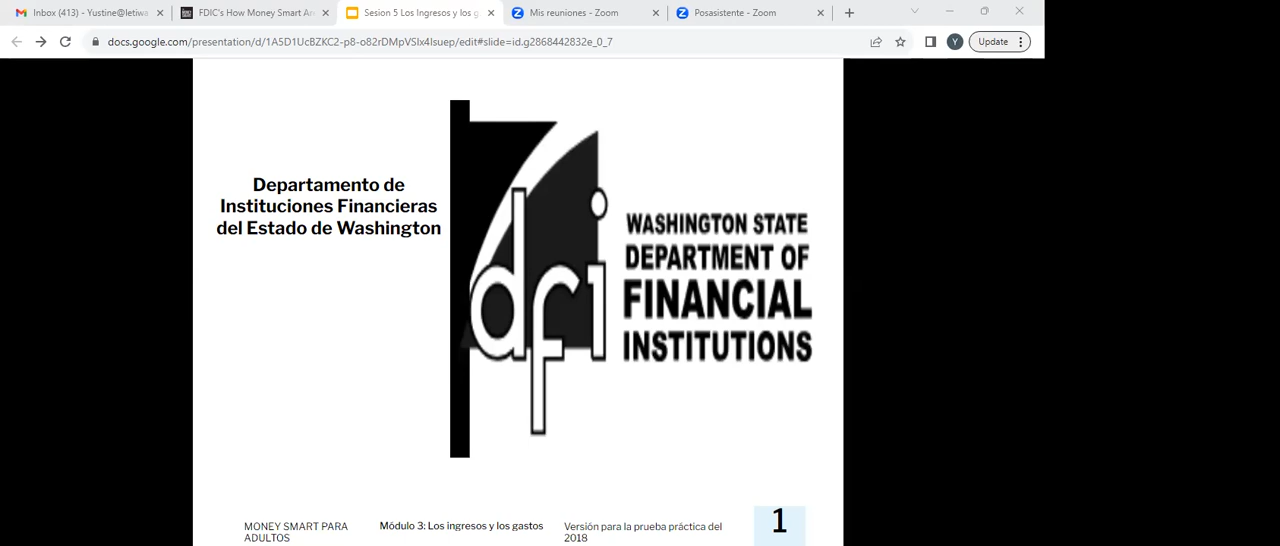 Inbox (413) - Yustine@letiwa
FDIC's How Money Smart Are
Sesion 5 Los Ingresos y los g
Mis reuniones - Zoom
Posasistente - Zoom
docs.google.com/presentation/d/1A5D1UcBZKC2-p8-o82rDMpVSIx4Isuep/edit#slide=id.g2868442832e_0_7
Y
Update
Departamento de
Instituciones Financieras
del Estado de Washington
dfi
WASHINGTON STATE
DEPARTMENT OF
FINANCIAL
INSTITUTIONS
MONEY SMART PARA
ADULTOS
Módulo 3: Los ingresos y los gastos
Versión para la prueba práctica del
2018
1